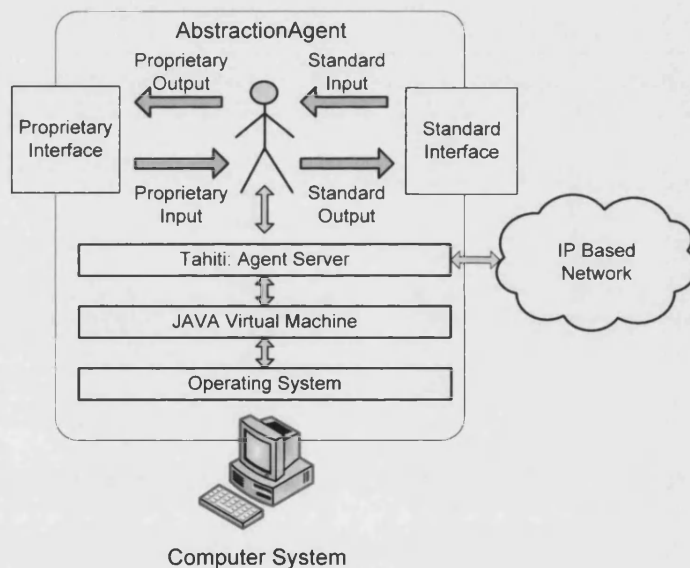 AbstractionAgent
Proprietary
Output
Standard
Input
Proprietary
Interface
Standard
Interface
Proprietary
Input
Standard
Output
Tahiti: Agent Server
IP Based
Network
JAVA Virtual Machine
Operating System
Computer System